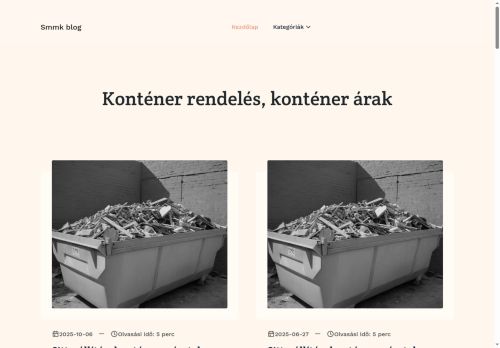 Smmk blog
Kezdőlap
Kategóriák
Konténer rendelés, konténer árak
2025-10-06 — Olvasási idő: 5 perc
2025-06-27 — Olvasási idő: 5 perc